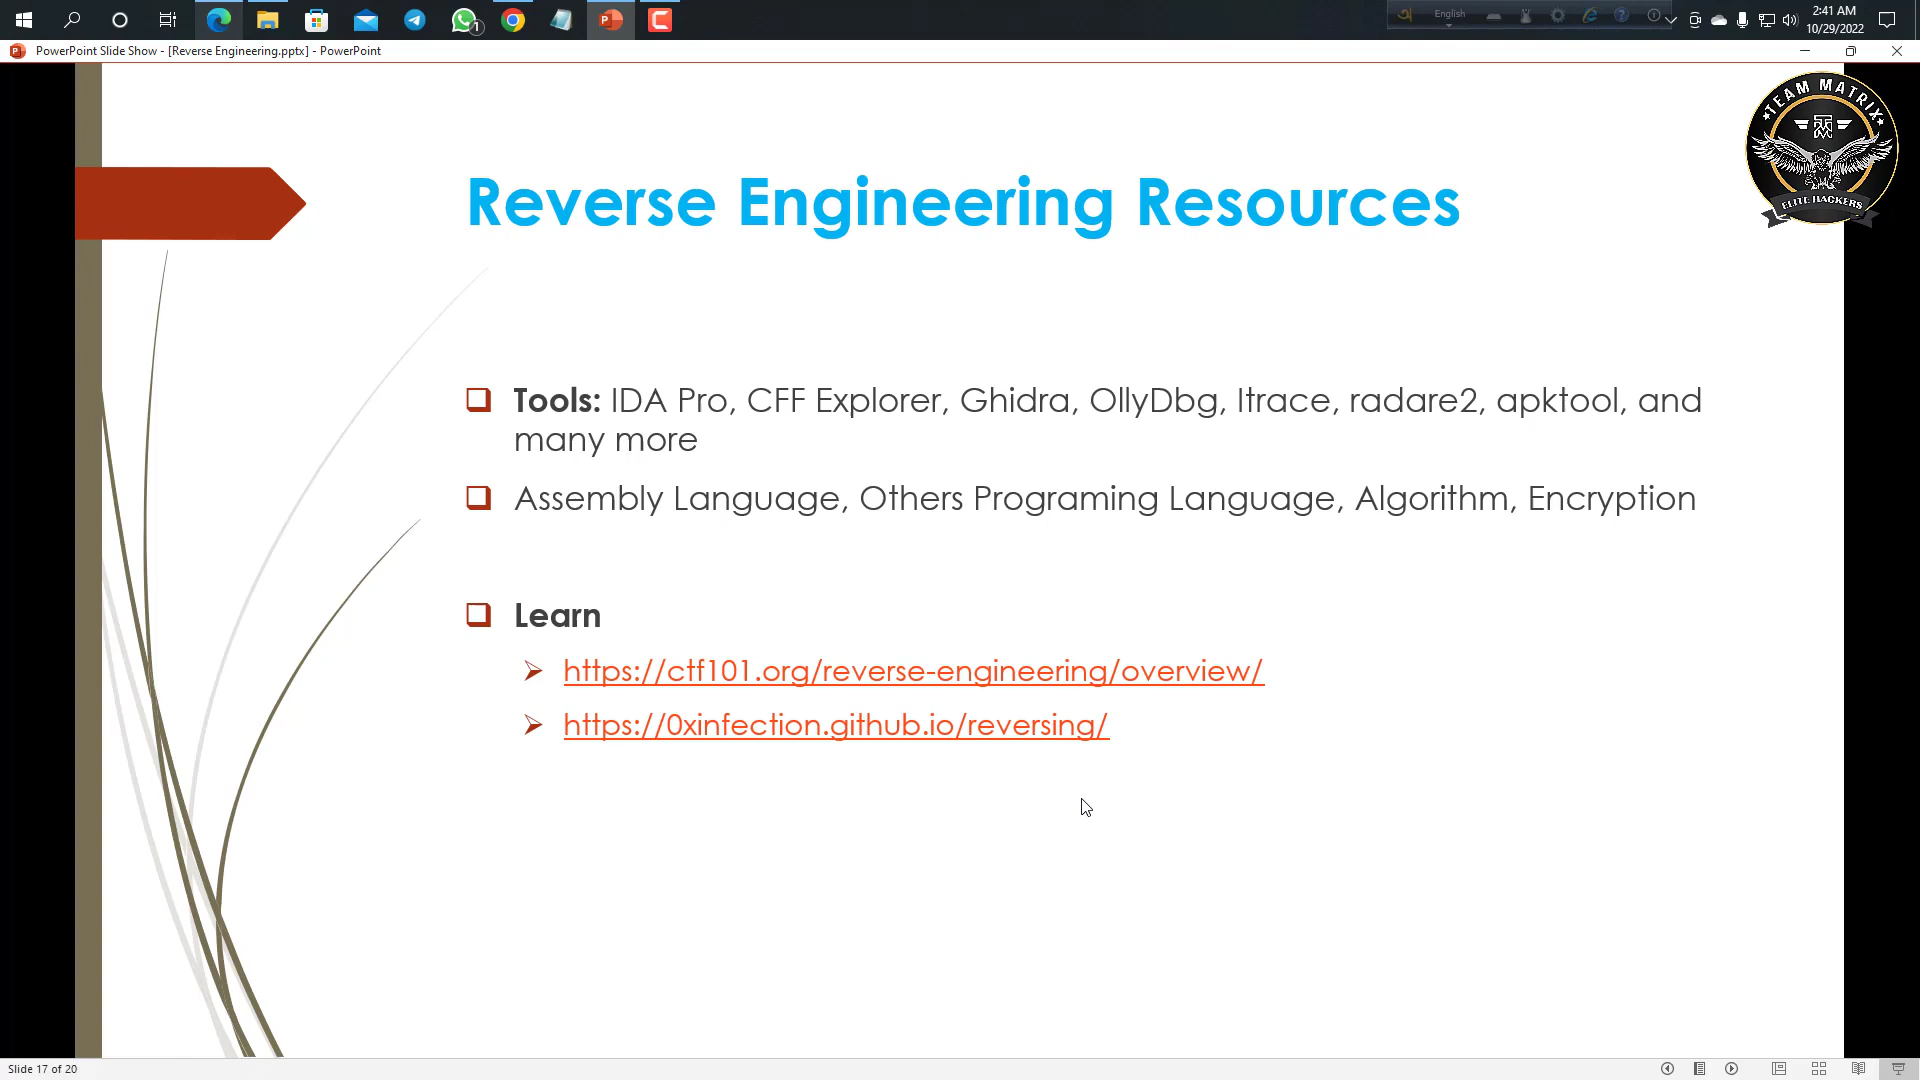 English
2:41 AM
10/29/2022
1
PowerPoint Slide Show - [Reverse Engineering.pptx] - PowerPoint
TEAM MATRIX
ELITE HACKERS
Reverse Engineering Resources
Tools: IDA Pro, CFF Explorer, Ghidra, OllyDbg, ltrace, radare2, apktool, and
many more
Assembly Language, Others Programing Language, Algorithm, Encryption
Learn
https://ctf101.org/reverse-engineering/overview/
https://0xinfection.github.io/reversing/
Slide 17 of 20